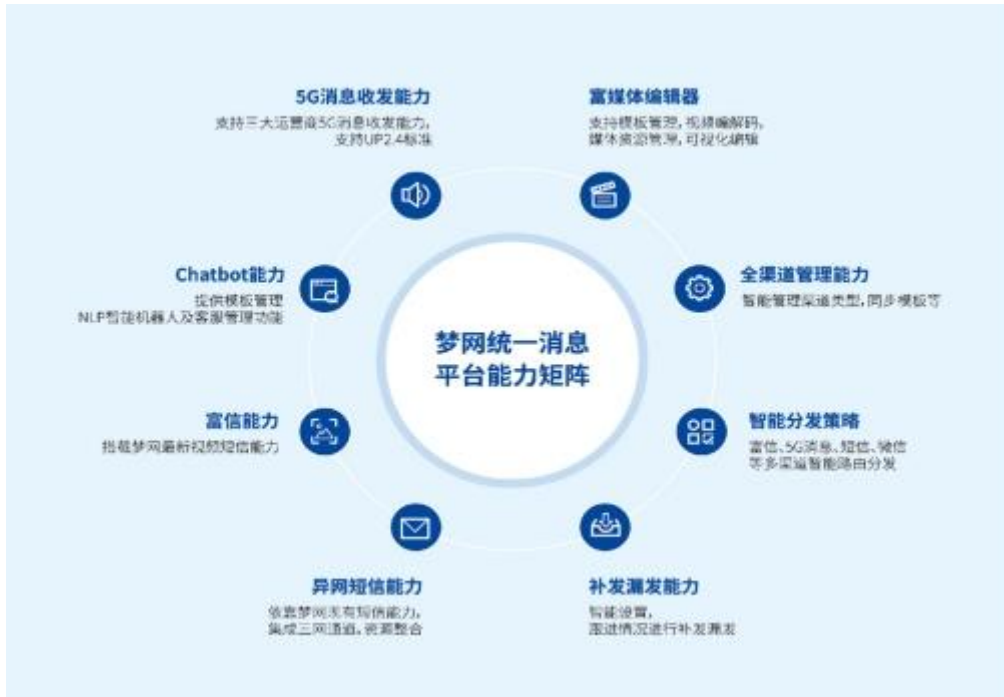 5G消息收发能力
支持三大运营商5G消息收发能力，
支持UP2.4标准
富媒体编辑器
支持模板管理，视频编解码，
媒体资源管理，可视化编辑
Chatbot能力
提供模板管理
NLP智能机器人及客服管理功能
全渠道管理能力
智能管理渠道类型，同步模板等
梦网统一消息
平台能力矩阵
富信能力
搭载梦网最新视频短信能力
智能分发策略
富信、5G消息、短信、微信
等多渠道智能路由分发
异网短信能力
依靠梦网现有短信能力，
集成三网通道，资源整合
补发漏发能力
智能设置，
跟进情况进行补发漏发